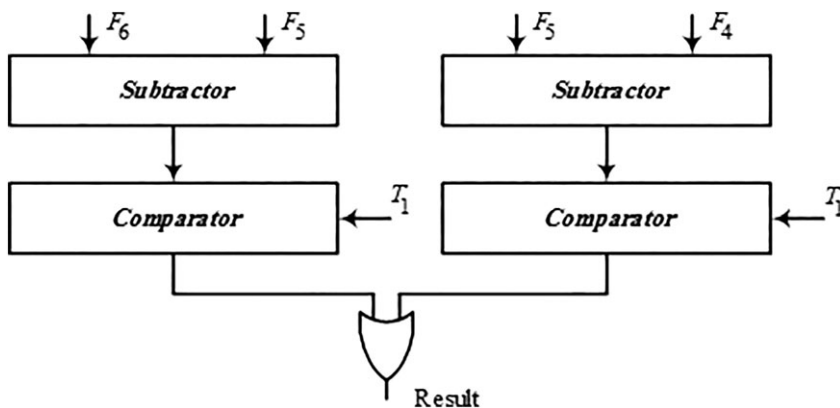 F6 F5 F5 F4
Subtractor Subtractor
T1 T1
Comparator Comparator
Result